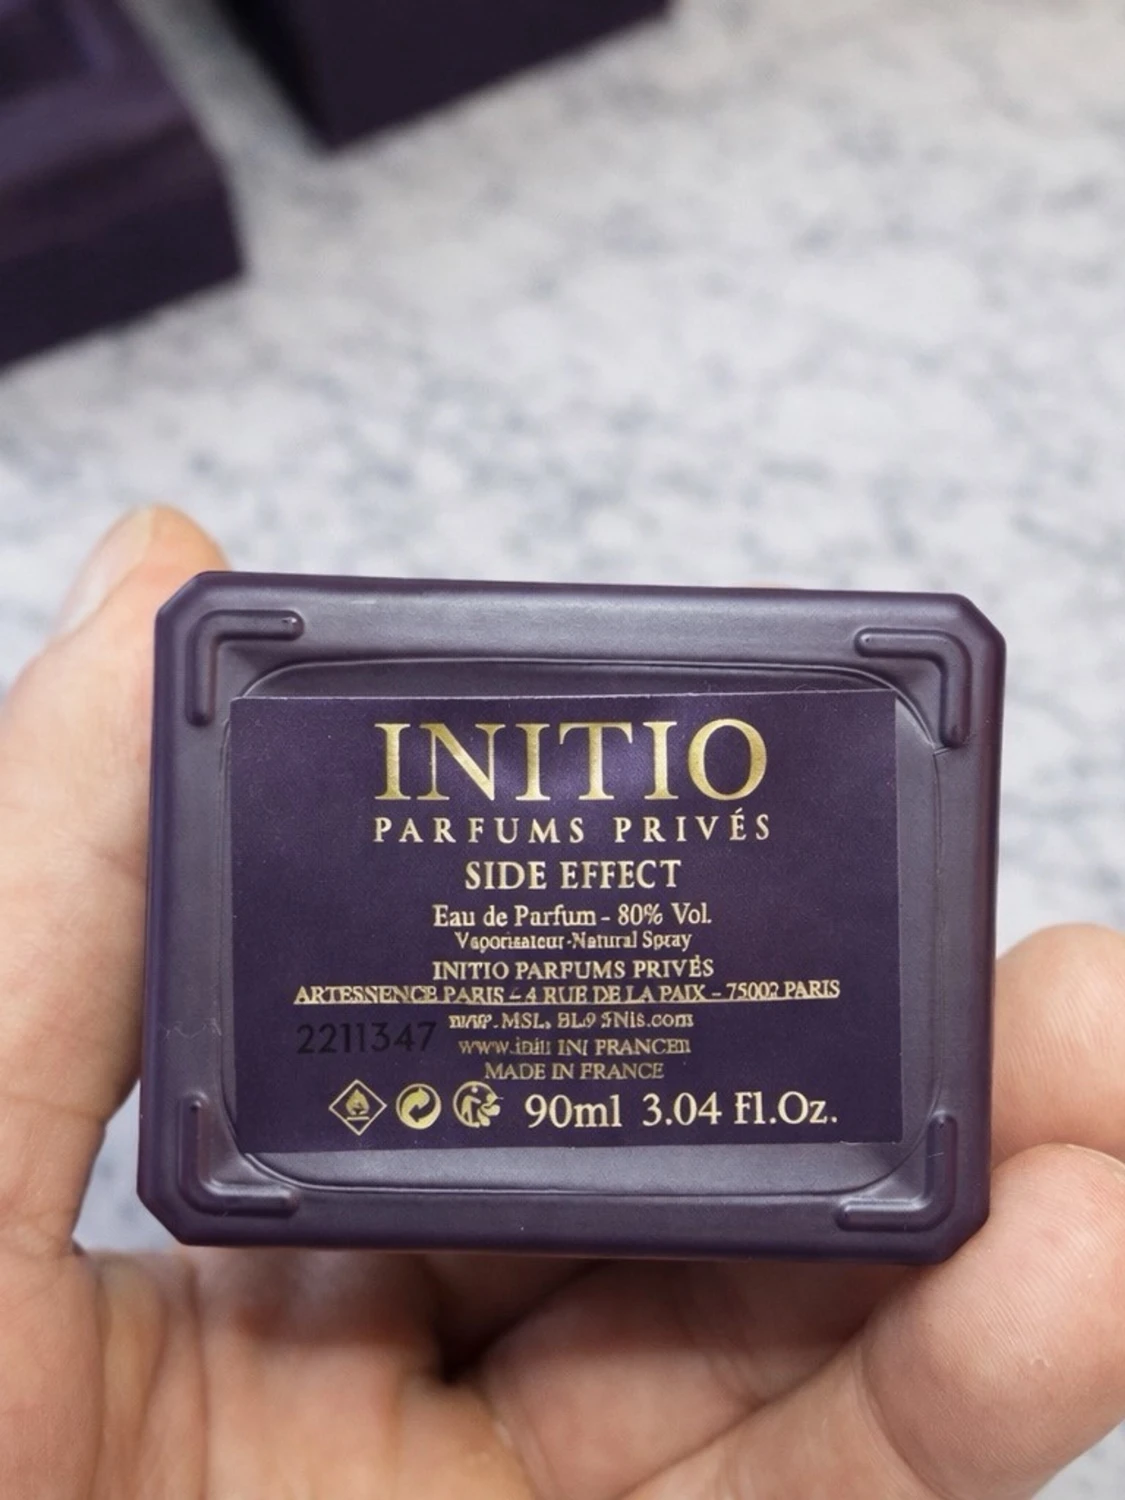 INITIO
PARFUMS PRIVÉS
SIDE EFFECT
Eau de Parfum - 80% Vol.
Vaporisateur-Natural Spray
INITIO PARFUMS PRIVÉS
ARTESSNENCE PARIS - 4 RUE DE LA PAIX - 75002 PARIS
2211347
MADE IN FRANCE
90ml 3.04 Fl.Oz.